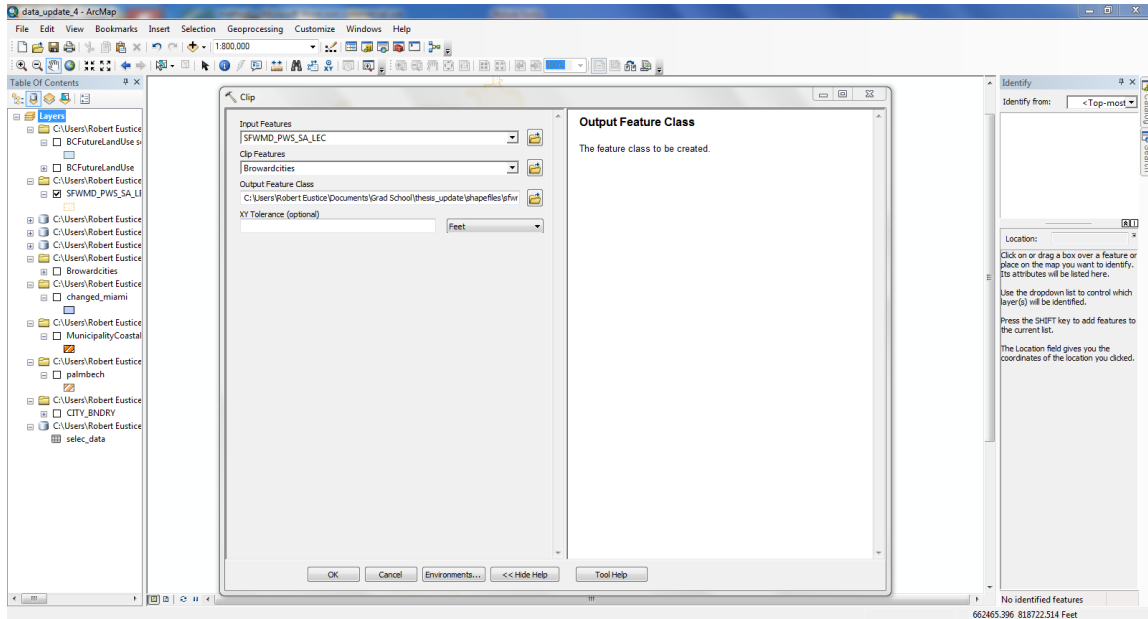 data_update_4 - ArcMap
File Edit View Bookmarks Insert Selection Geoprocessing Customize Windows Help
1:800,000
100%
Table Of Contents
Layers
C:\Users\Robert Eustice
BCFutureLandUse s
BCFutureLandUse
C:\Users\Robert Eustice
SFWMD_PWS_SA_LE
C:\Users\Robert Eustice
C:\Users\Robert Eustice
C:\Users\Robert Eustice
C:\Users\Robert Eustice
Browardcities
C:\Users\Robert Eustice
changed_miami
C:\Users\Robert Eustice
MunicipalityCoastal
C:\Users\Robert Eustice
palmbech
C:\Users\Robert Eustice
CITY_BNDRY
C:\Users\Robert Eustice
selec_data
Clip
Input Features
SFWMD_PWS_SA_LEC
Clip Features
Browardcities
Output Feature Class
C:\Users\Robert Eustice\Documents\Grad School\thesis_update\shapefiles\sfwr
XY Tolerance (optional)
Feet
OK Cancel Environments... << Hide Help Tool Help
Output Feature Class
The feature class to be created.
Identify
Identify from: <Top-most
Location:
Click on or drag a box over a feature or
place on the map you want to identify.
Its attributes will be listed here.
Use the dropdown list to control which
layer(s) will be identified.
Press the SHIFT key to add features to
the current list.
The Location field gives you the
coordinates of the location you clicked.
No identified features
Catalog
Search
662465.396 818722.514 Feet